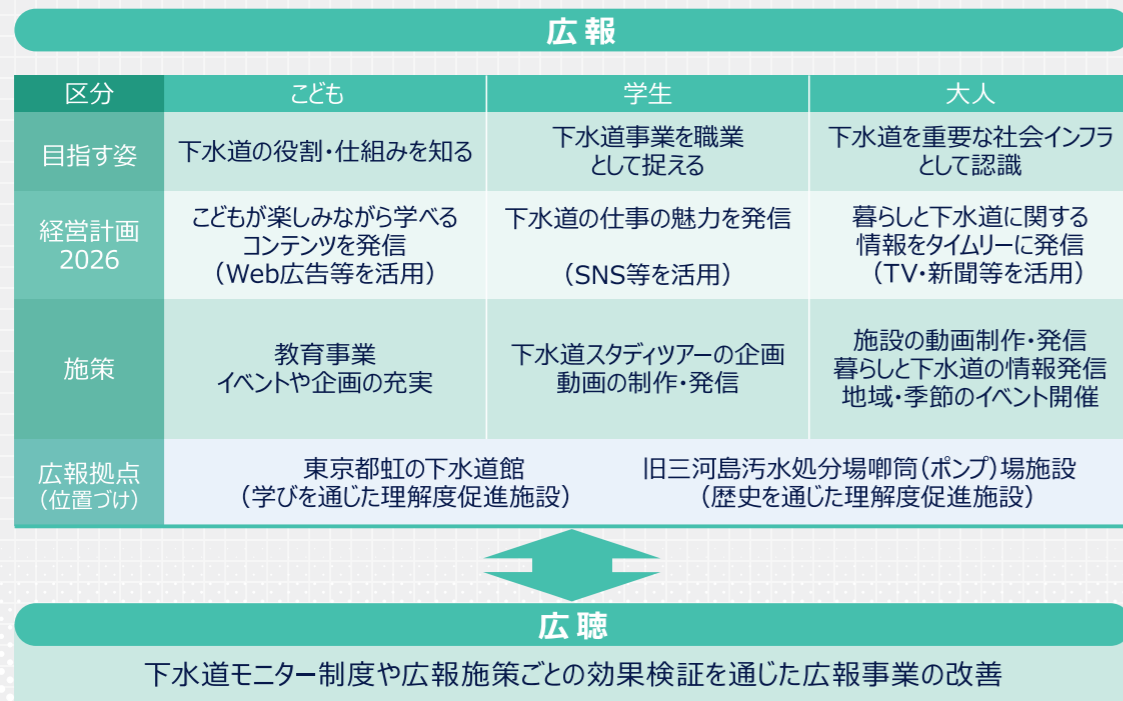 広報
区分
こども
学生
大人
目指す姿
下水道の役割・仕組みを知る
下水道事業を職業
として捉える
下水道を重要な社会インフラ
として認識
経営計画
2026
こどもが楽しみながら学べる
コンテンツを発信
（Web広告等を活用）
下水道の仕事の魅力を発信
（SNS等を活用）
暮らしと下水道に関する
情報をタイムリーに発信
（TV・新聞等を活用）
施策
教育事業
イベントや企画の充実
下水道スタディツアーの企画
動画の制作・発信
施設の動画制作・発信
暮らしと下水道の情報発信
地域・季節のイベント開催
広報拠点
（位置づけ）
東京都虹の下水道館
（学びを通じた理解度促進施設）
旧三河島汚水処分場喞筒（ポンプ）場施設
（歴史を通じた理解度促進施設）
広聴
下水道モニター制度や広報施策ごとの効果検証を通じた広報事業の改善